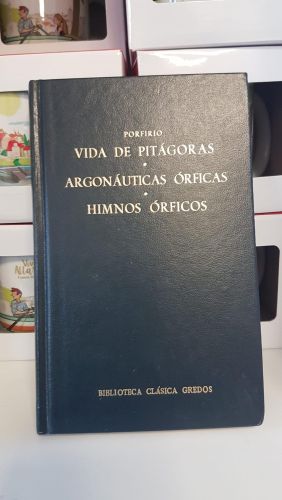 PORFIRIO
VIDA DE PITÁGORAS
•
ARGONÁUTICAS ÓRFICAS
•
HIMNOS ÓRFICOS
BIBLIOTECA CLÁSICA GREDOS